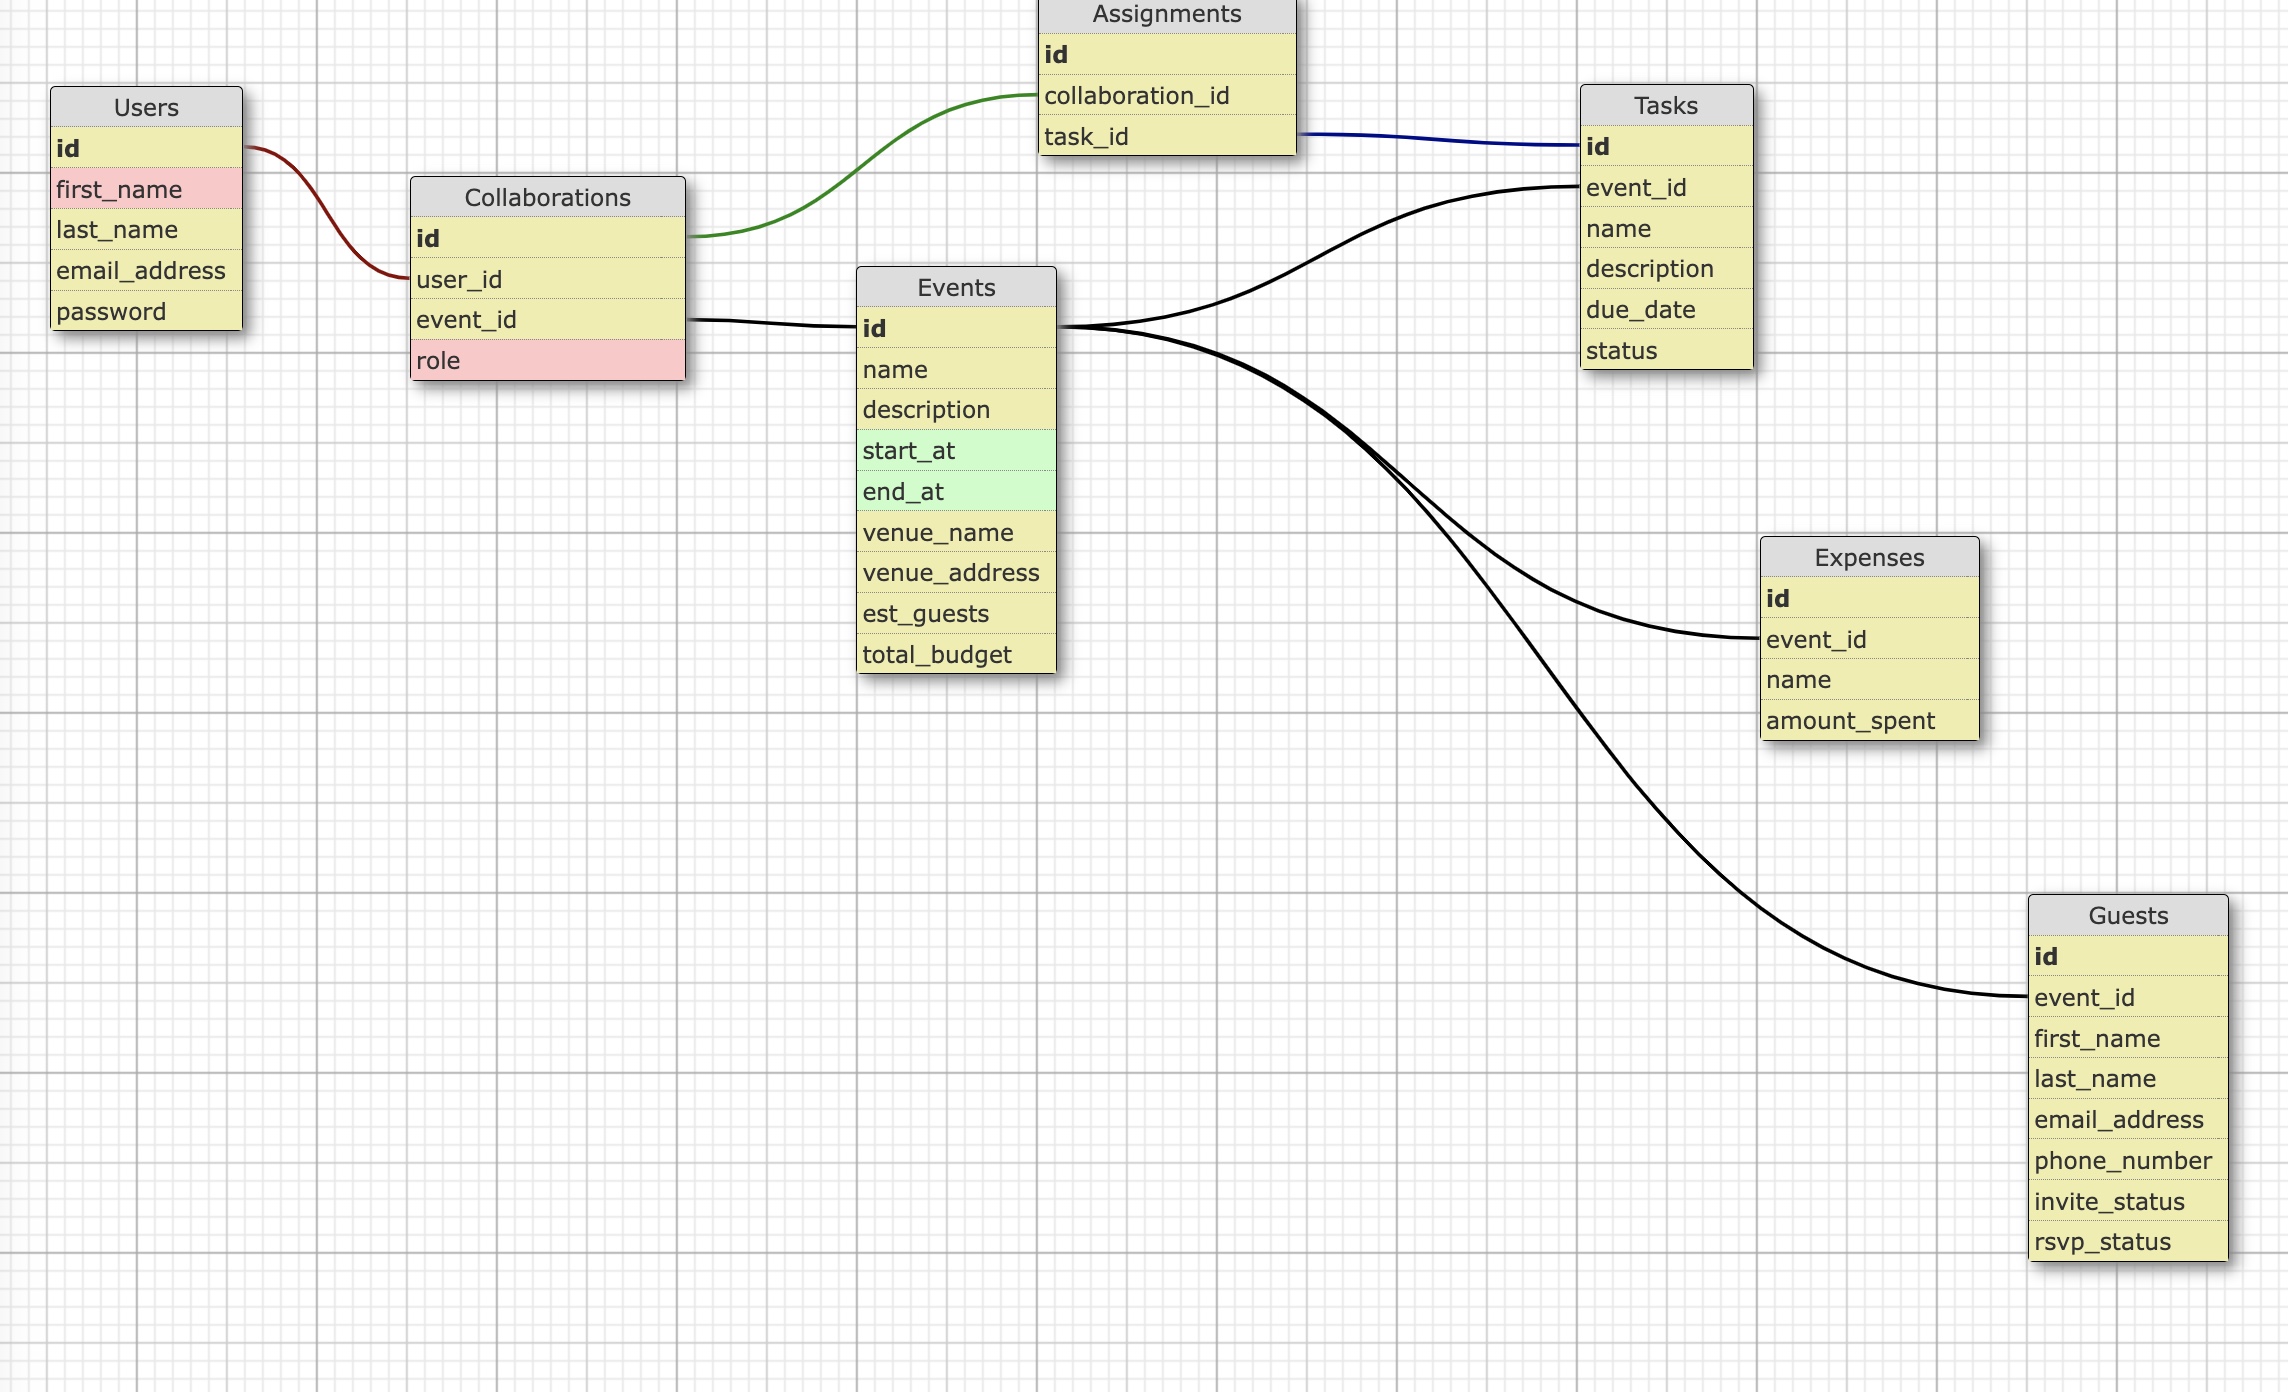 Assignments
id
collaboration_id
task_id
Users
id
first_name
last_name
email_address
password
Collaborations
id
user_id
event_id
role
Events
id
name
description
start_at
end_at
venue_name
venue_address
est_guests
total_budget
Tasks
id
event_id
name
description
due_date
status
Expenses
id
event_id
name
amount_spent
Guests
id
event_id
first_name
last_name
email_address
phone_number
invite_status
rsvp_status